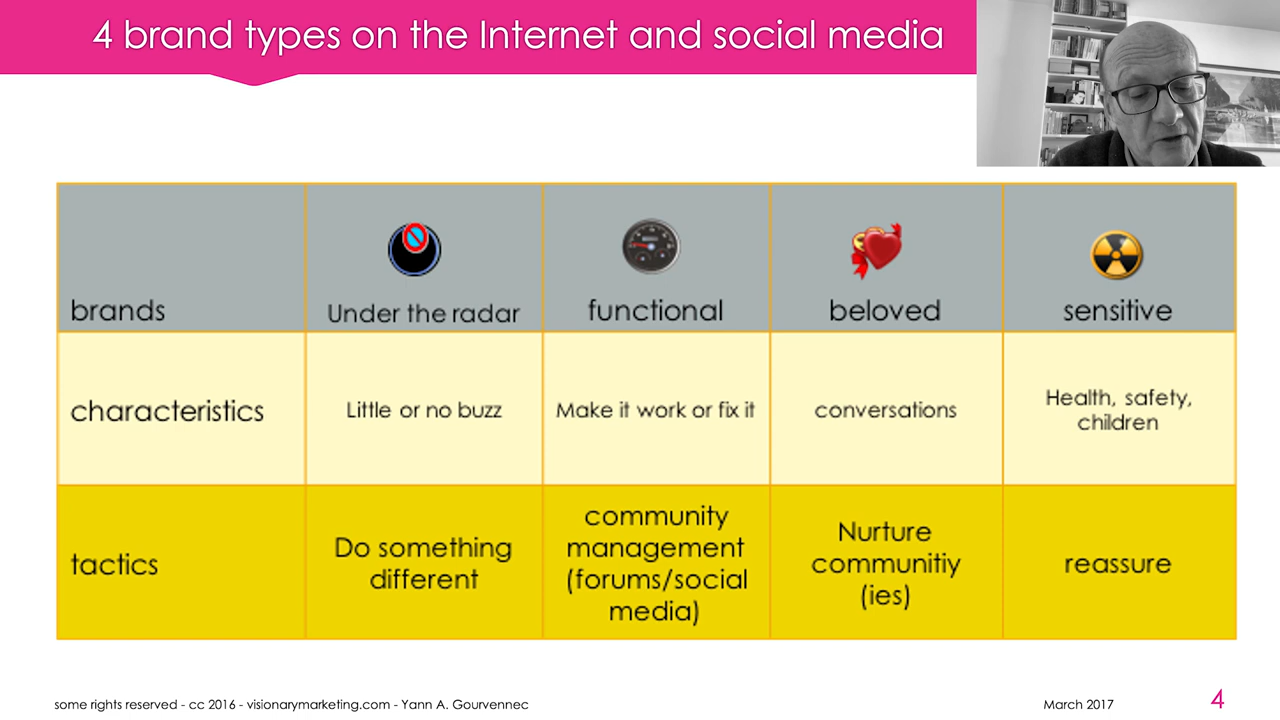 4 brand types on the Internet and social media
brands
Under the radar
functional
beloved
sensitive
characteristics
Little or no buzz
Make it work or fix it
conversations
Health, safety,
children
tactics
Do something
different
community
management
(forums/social
media)
Nurture
communitiy
(ies)
reassure
some rights reserved - cc 2016 - visionarymarketing.com - Yann A. Gourvennec
March 2017
4